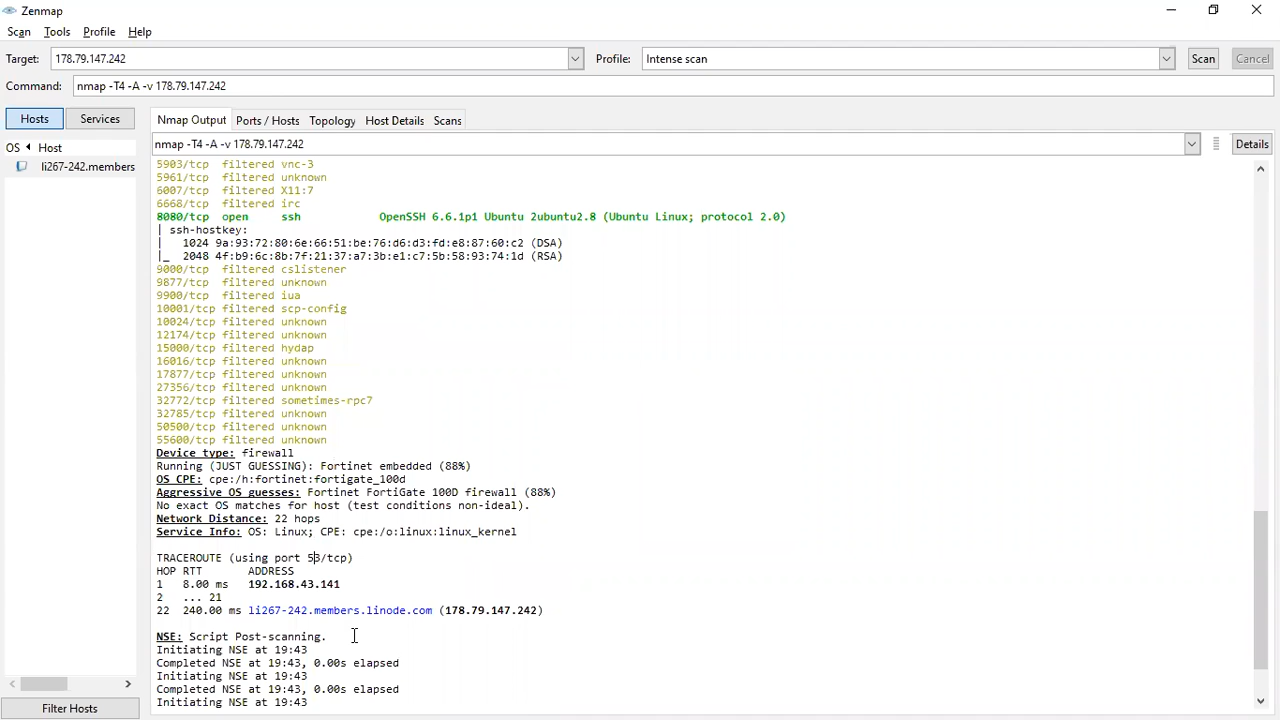 Zenmap
Scan Tools Profile Help
Target: 178.79.147.242 Profile: Intense scan Scan Cancel
Command: nmap -T4 -A -v 178.79.147.242
Hosts Services
OS Host
li267-242.members
Filter Hosts
Nmap Output Ports / Hosts Topology Host Details Scans
nmap -T4 -A -v 178.79.147.242 Details
5903/tcp filtered vnc-3
5961/tcp filtered unknown
6007/tcp filtered X11:7
6668/tcp filtered irc
8080/tcp open ssh OpenSSH 6.6.1p1 Ubuntu 2ubuntu2.8 (Ubuntu Linux; protocol 2.0)
| ssh-hostkey:
| 1024 9a:93:72:80:6e:66:51:be:76:d6:d3:fd:e8:87:60:c2 (DSA)
|_ 2048 4f:b9:6c:8b:7f:21:37:a7:3b:e1:c7:5b:58:93:74:1d (RSA)
9000/tcp filtered cslistener
9877/tcp filtered unknown
9900/tcp filtered iua
10001/tcp filtered scp-config
10024/tcp filtered unknown
12174/tcp filtered unknown
15000/tcp filtered hydap
16016/tcp filtered unknown
17877/tcp filtered unknown
27356/tcp filtered unknown
32772/tcp filtered sometimes-rpc7
32785/tcp filtered unknown
50500/tcp filtered unknown
55600/tcp filtered unknown
Device type: firewall
Running (JUST GUESSING): Fortinet embedded (88%)
OS CPE: cpe:/h:fortinet:fortigate_100d
Aggressive OS guesses: Fortinet FortiGate 100D firewall (88%)
No exact OS matches for host (test conditions non-ideal).
Network Distance: 22 hops
Service Info: OS: Linux; CPE: cpe:/o:linux:linux_kernel
TRACEROUTE (using port 53/tcp)
HOP RTT ADDRESS
1 8.00 ms 192.168.43.141
2 ... 21
22 240.00 ms li267-242.members.linode.com (178.79.147.242)
NSE: Script Post-scanning.
Initiating NSE at 19:43
Completed NSE at 19:43, 0.00s elapsed
Initiating NSE at 19:43
Completed NSE at 19:43, 0.00s elapsed
Initiating NSE at 19:43